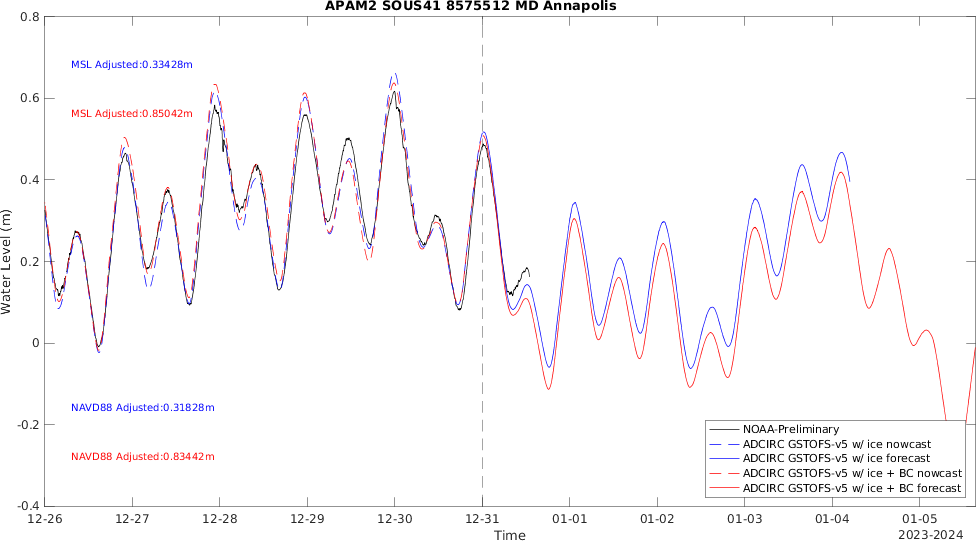 APAM2 SOUS41 8575512 MD Annapolis
0.8
0.6
0.4
0.2
0
-0.2
-0.4
Water Level (m)
MSL Adjusted:0.33428m
MSL Adjusted:0.85042m
NAVD88 Adjusted:0.31828m
NAVD88 Adjusted:0.83442m
NOAA-Preliminary
ADCIRC GSTOFS-v5 w/ ice nowcast
ADCIRC GSTOFS-v5 w/ ice forecast
ADCIRC GSTOFS-v5 w/ ice + BC nowcast
ADCIRC GSTOFS-v5 w/ ice + BC forecast
12-26 12-27 12-28 12-29 12-30 12-31 01-01 01-02 01-03 01-04 01-05
Time
2023-2024